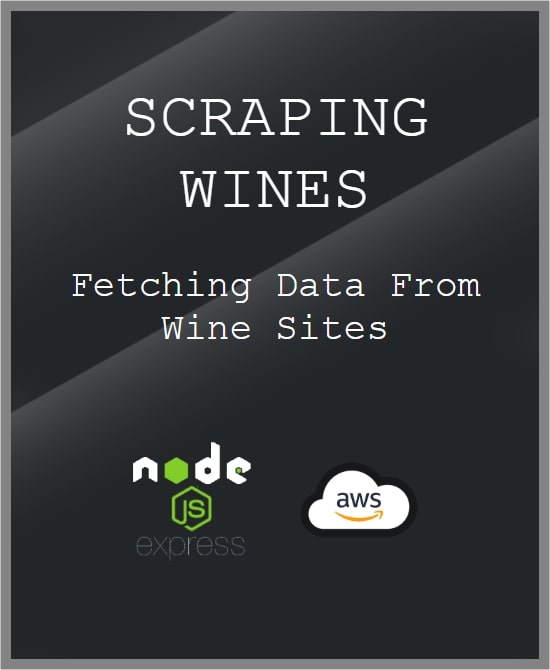 SCRAPING
WINES
Fetching Data From
Wine Sites
node
JS
express
aws